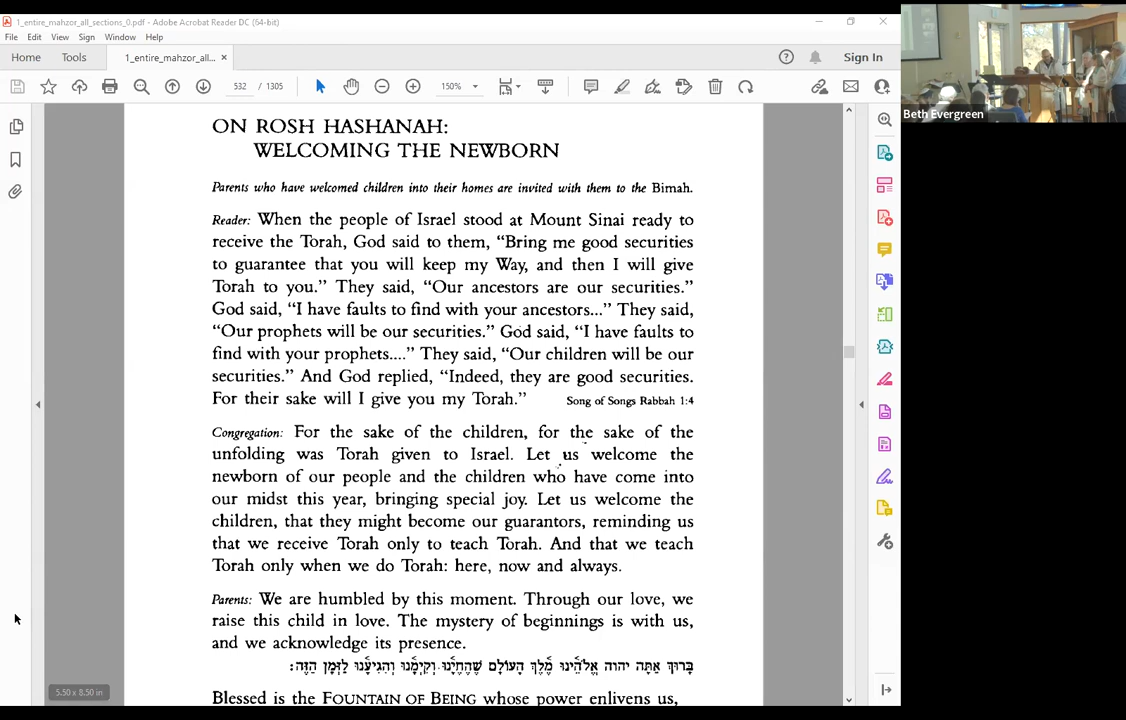 1_entire_mahzor_all_sections_0.pdf - Adobe Acrobat Reader DC (64-bit)
File Edit View Sign Window Help
Home Tools 1_entire_mahzor_all... × Sign In
532 / 1305 150%
Beth Evergreen
ON ROSH HASHANAH:
WELCOMING THE NEWBORN
Parents who have welcomed children into their homes are invited with them to the Bimah.
Reader: When the people of Israel stood at Mount Sinai ready to
receive the Torah, God said to them, “Bring me good securities
to guarantee that you will keep my Way, and then I will give
Torah to you.” They said, “Our ancestors are our securities.”
God said, “I have faults to find with your ancestors...” They said,
“Our prophets will be our securities.” God said, “I have faults to
find with your prophets....” They said, “Our children will be our
securities.” And God replied, “Indeed, they are good securities.
For their sake will I give you my Torah.” Song of Songs Rabbah 1:4
Congregation: For the sake of the children, for the sake of the
unfolding was Torah given to Israel. Let us welcome the
newborn of our people and the children who have come into
our midst this year, bringing special joy. Let us welcome the
children, that they might become our guarantors, reminding us
that we receive Torah only to teach Torah. And that we teach
Torah only when we do Torah: here, now and always.
Parents: We are humbled by this moment. Through our love, we
raise this child in love. The mystery of beginnings is with us,
and we acknowledge its presence.
בָּרוּךְ אַתָּה יהוה אֱלֹהֵֽינוּ מֶֽלֶךְ הָעוֹלָם שֶׁהֶחֱיָֽנוּ וְקִיְּמָֽנוּ וְהִגִּיעָֽנוּ לַזְּמַן הַזֶּה׃
Blessed is the FOUNTAIN OF BEING whose power enlivens us,
5.50 x 8.50 in